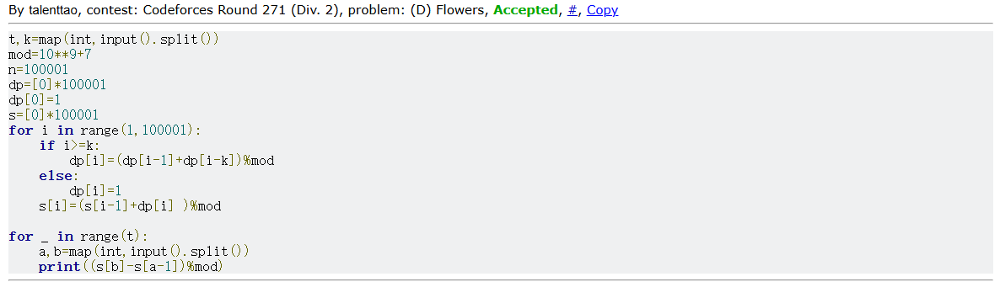 By talenttao, contest: Codeforces Round 271 (Div. 2), problem: (D) Flowers, Accepted, #, Copy
t,k=map(int,input().split())
mod=10**9+7
n=100001
dp=[0]*100001
dp[0]=1
s=[0]*100001
for i in range(1,100001):
    if i>=k:
        dp[i]=(dp[i-1]+dp[i-k])%mod
    else:
        dp[i]=1
    s[i]=(s[i-1]+dp[i] )%mod
for _ in range(t):
    a,b=map(int,input().split())
    print((s[b]-s[a-1])%mod)